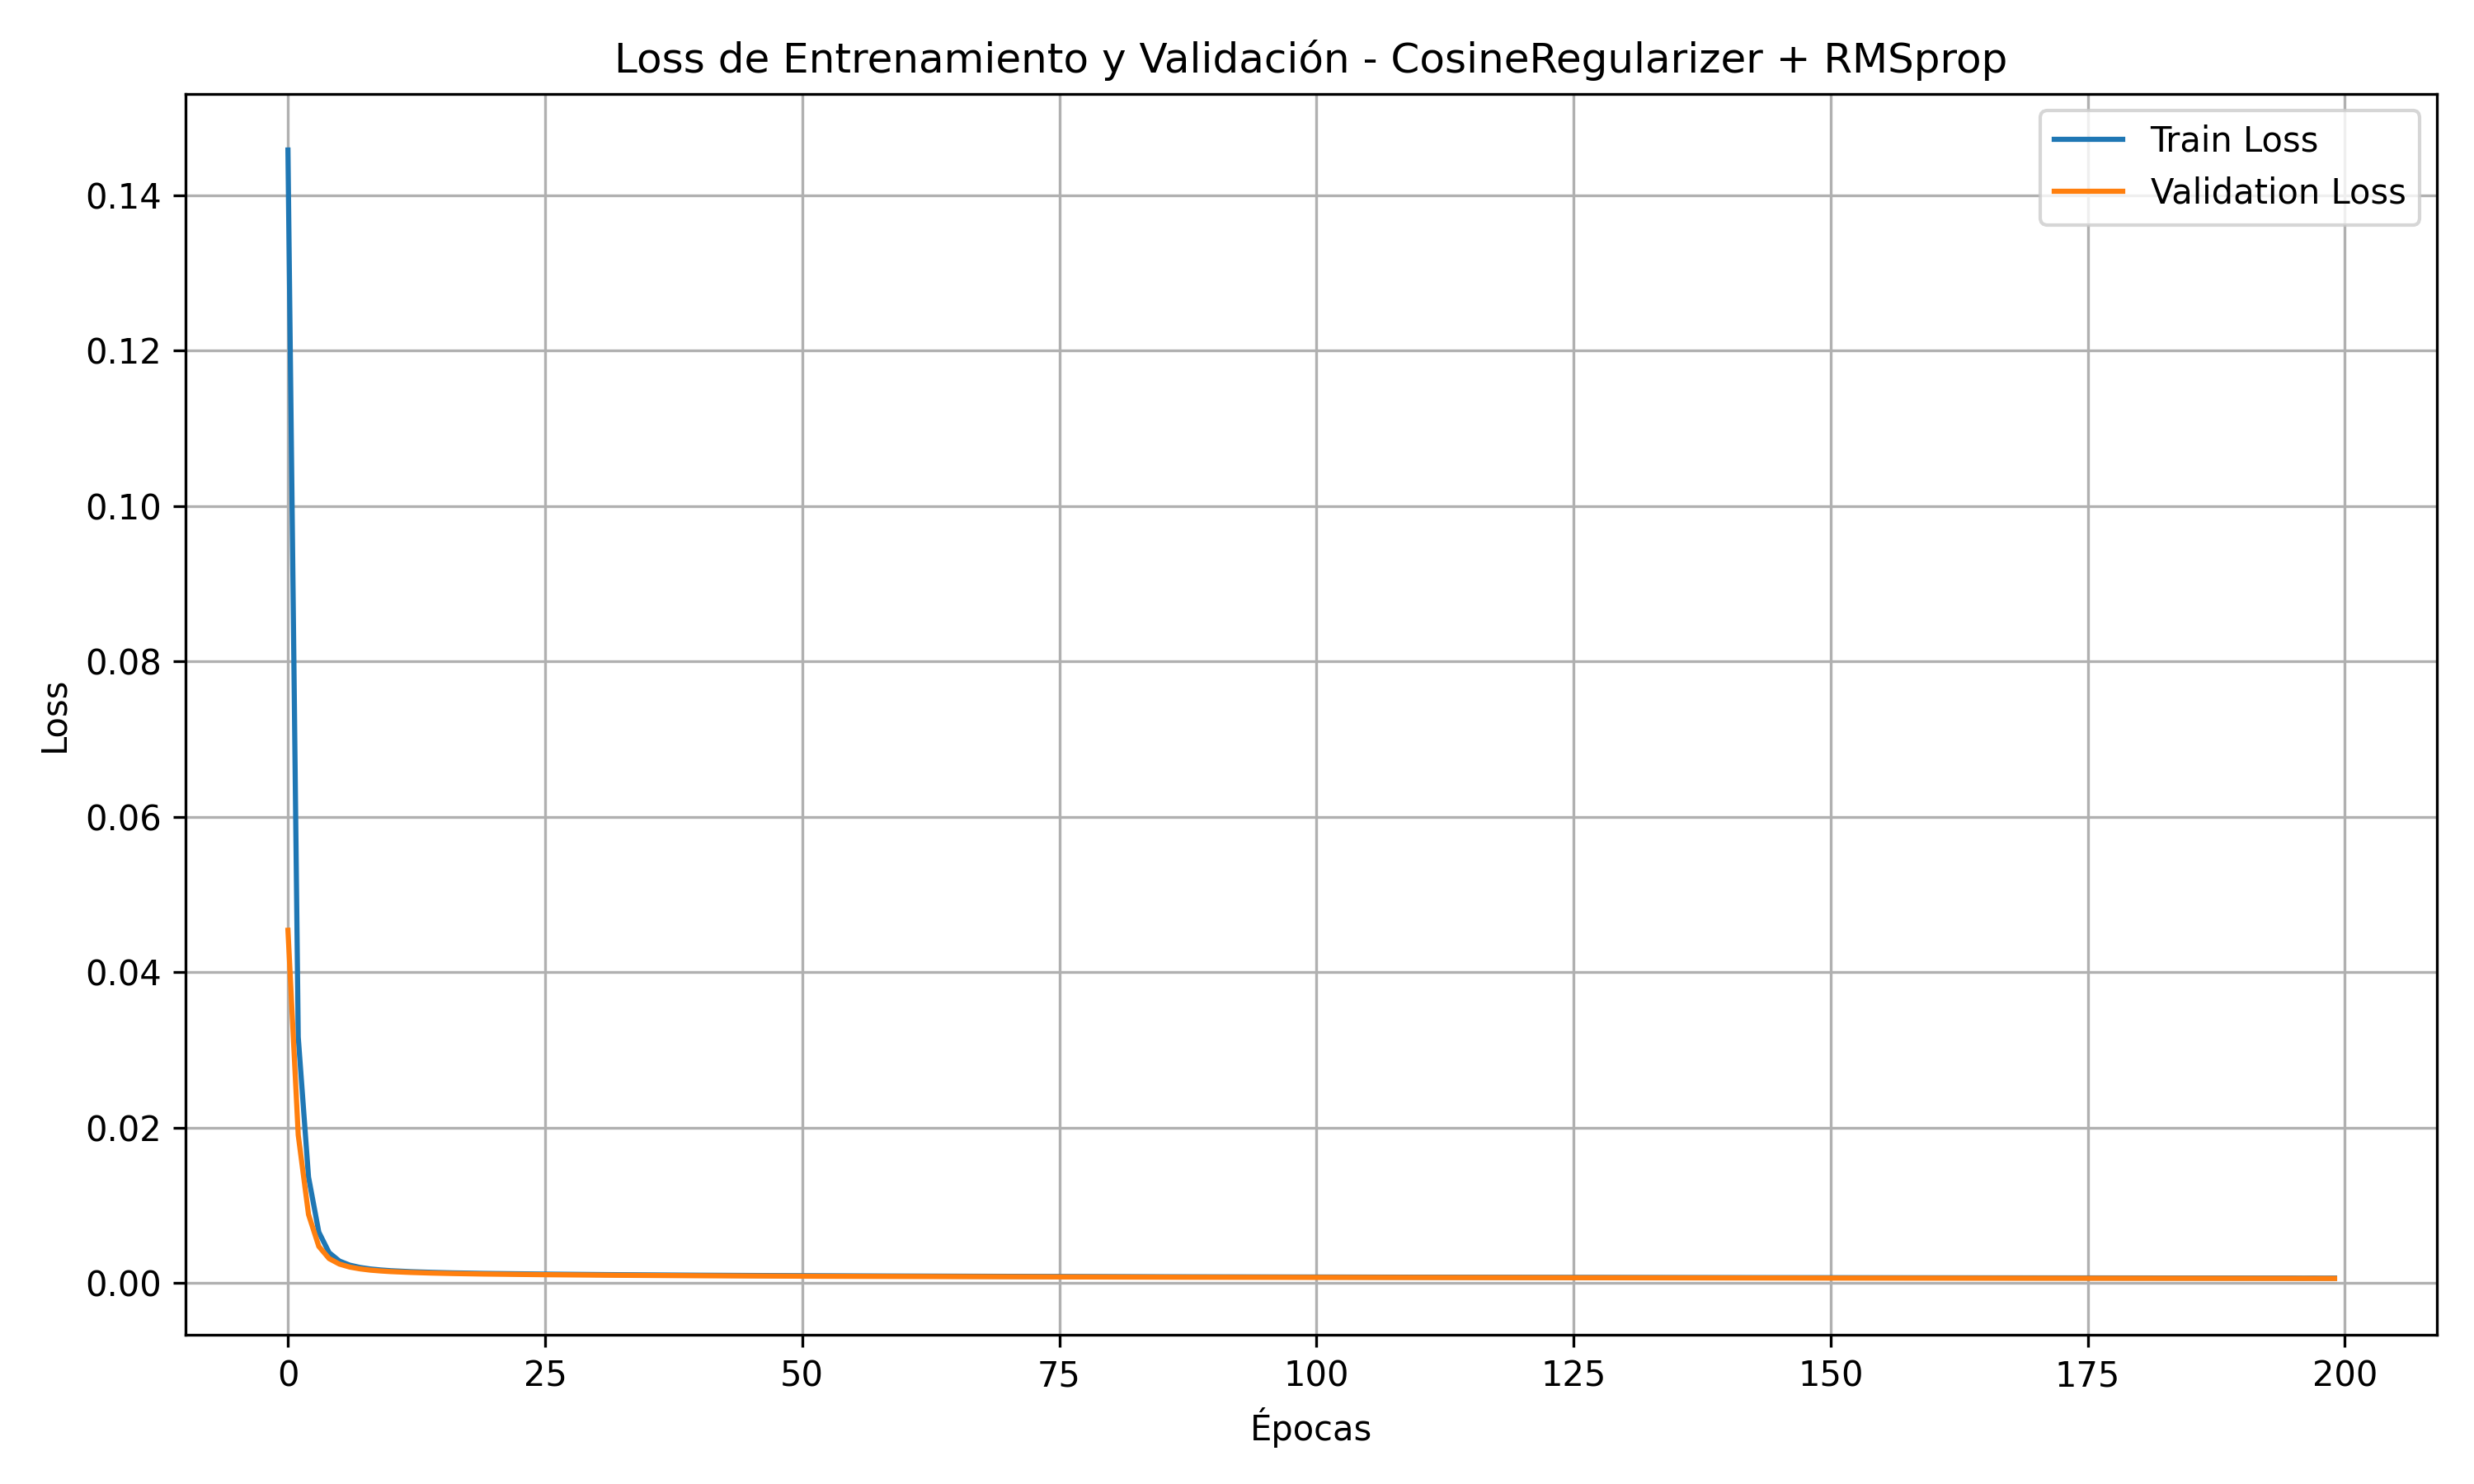 Loss de Entrenamiento y Validación - CosineRegularizer + RMSprop
Train Loss
Validation Loss
0.14
0.12
0.10
0.08
0.06
0.04
0.02
0.00
Loss
0 25 50 75 100 125 150 175 200
Épocas